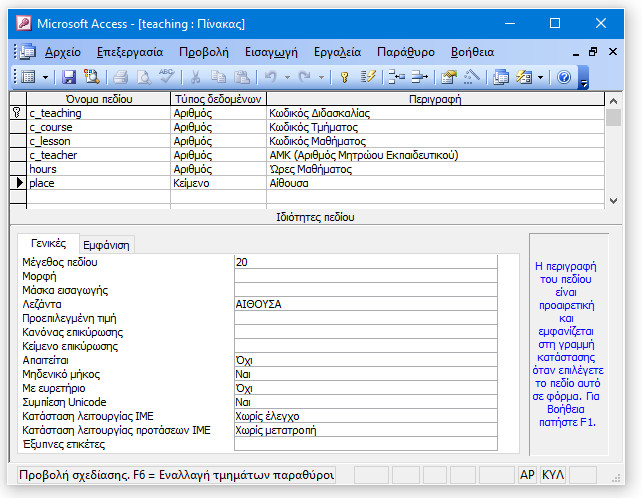 Microsoft Access - [teaching : Πίνακας]
Αρχείο Επεξεργασία Προβολή Εισαγωγή Εργαλεία Παράθυρο Βοήθεια
Όνομα πεδίου Τύπος δεδομένων Περιγραφή
c_teaching Αριθμός Κωδικός Διδασκαλίας
c_course Αριθμός Κωδικός Τμήματος
c_lesson Αριθμός Κωδικός Μαθήματος
c_teacher Αριθμός ΑΜΚ (Αριθμός Μητρώου Εκπαιδευτικού)
hours Αριθμός Ώρες Μαθήματος
place Κείμενο Αίθουσα
Ιδιότητες πεδίου
Γενικές Εμφάνιση
Μέγεθος πεδίου 20
Μορφή
Μάσκα εισαγωγής
Λεζάντα ΑΙΘΟΥΣΑ
Προεπιλεγμένη τιμή
Κανόνας επικύρωσης
Κείμενο επικύρωσης
Απαιτείται Όχι
Μηδενικό μήκος Ναι
Με ευρετήριο Όχι
Συμπίεση Unicode Ναι
Κατάσταση λειτουργίας IME Χωρίς έλεγχο
Κατάσταση λειτουργίας προτάσεων IME Χωρίς μετατροπή
Έξυπνες ετικέτες
Η περιγραφή
του πεδίου
είναι
προαιρετική
και
εμφανίζεται
στη γραμμή
κατάστασης
όταν επιλέγετε
το πεδίο αυτό
σε φόρμα. Για
Βοήθεια
πατήστε F1.
Προβολή σχεδίασης. F6 = Εναλλαγή τμημάτων παραθύρου ΑΡ ΚΥΛ